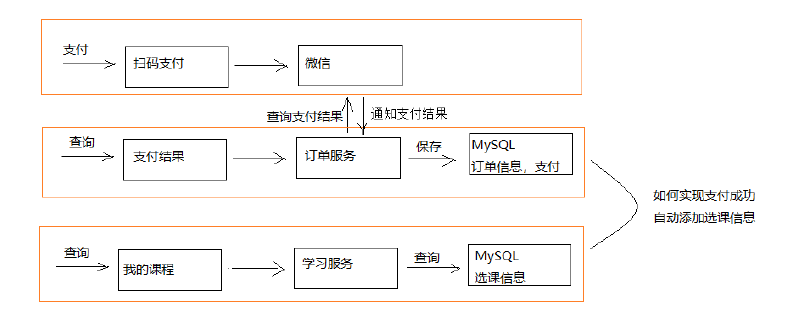 支付
扫码支付
微信
查询支付结果
通知支付结果
查询
支付结果
订单服务
保存
MySQL
订单信息，支付
如何实现支付成功
自动添加选课信息
查询
我的课程
学习服务
查询
MySQL
选课信息